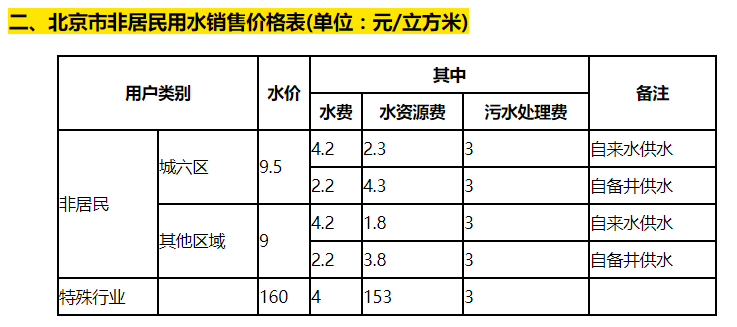 二、北京市非居民用水销售价格表(单位：元/立方米)
用户类别 水价 其中 备注
水费 水资源费 污水处理费
非居民 城六区 9.5 4.2 2.3 3 自来水供水
2.2 4.3 3 自备井供水
其他区域 9 4.2 1.8 3 自来水供水
2.2 3.8 3 自备井供水
特殊行业 160 4 153 3